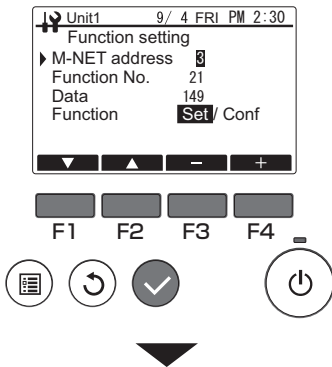 Unit1 9/ 4 FRI PM 2:30
Function setting
M-NET address 3
Function No. 21
Data 149
Function Set / Conf
− +
F1 F2 F3 F4